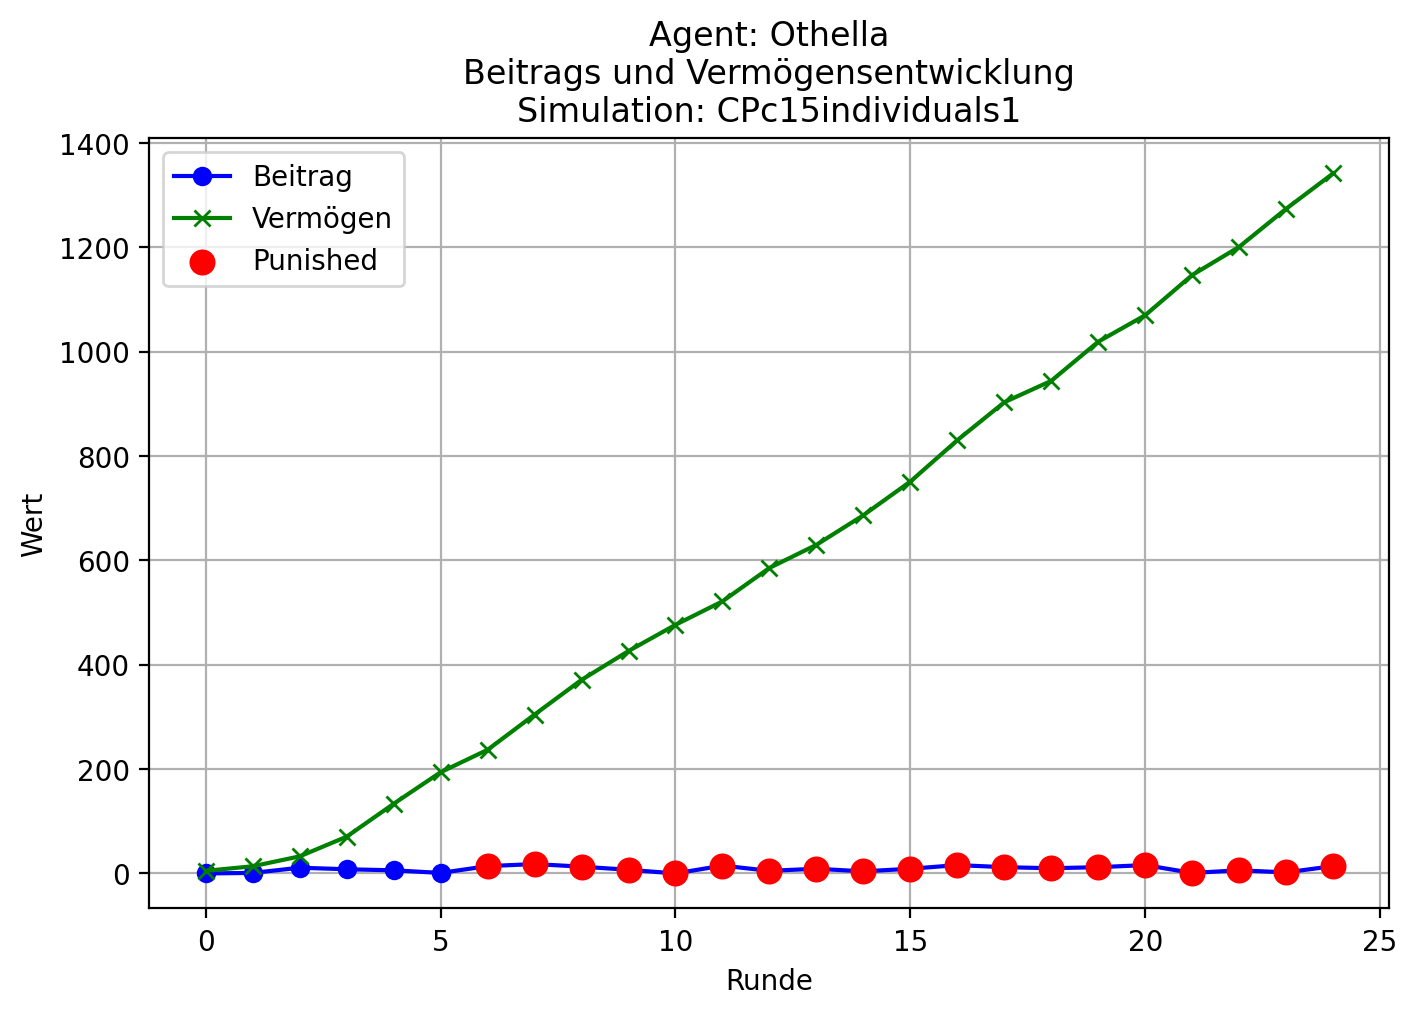 Agent: Othella
Beitrags und Vermögensentwicklung
Simulation: CPc15individuals1
Beitrag
Vermögen
Punished
1400
1200
1000
800
600
400
200
0
Wert
0 5 10 15 20 25
Runde